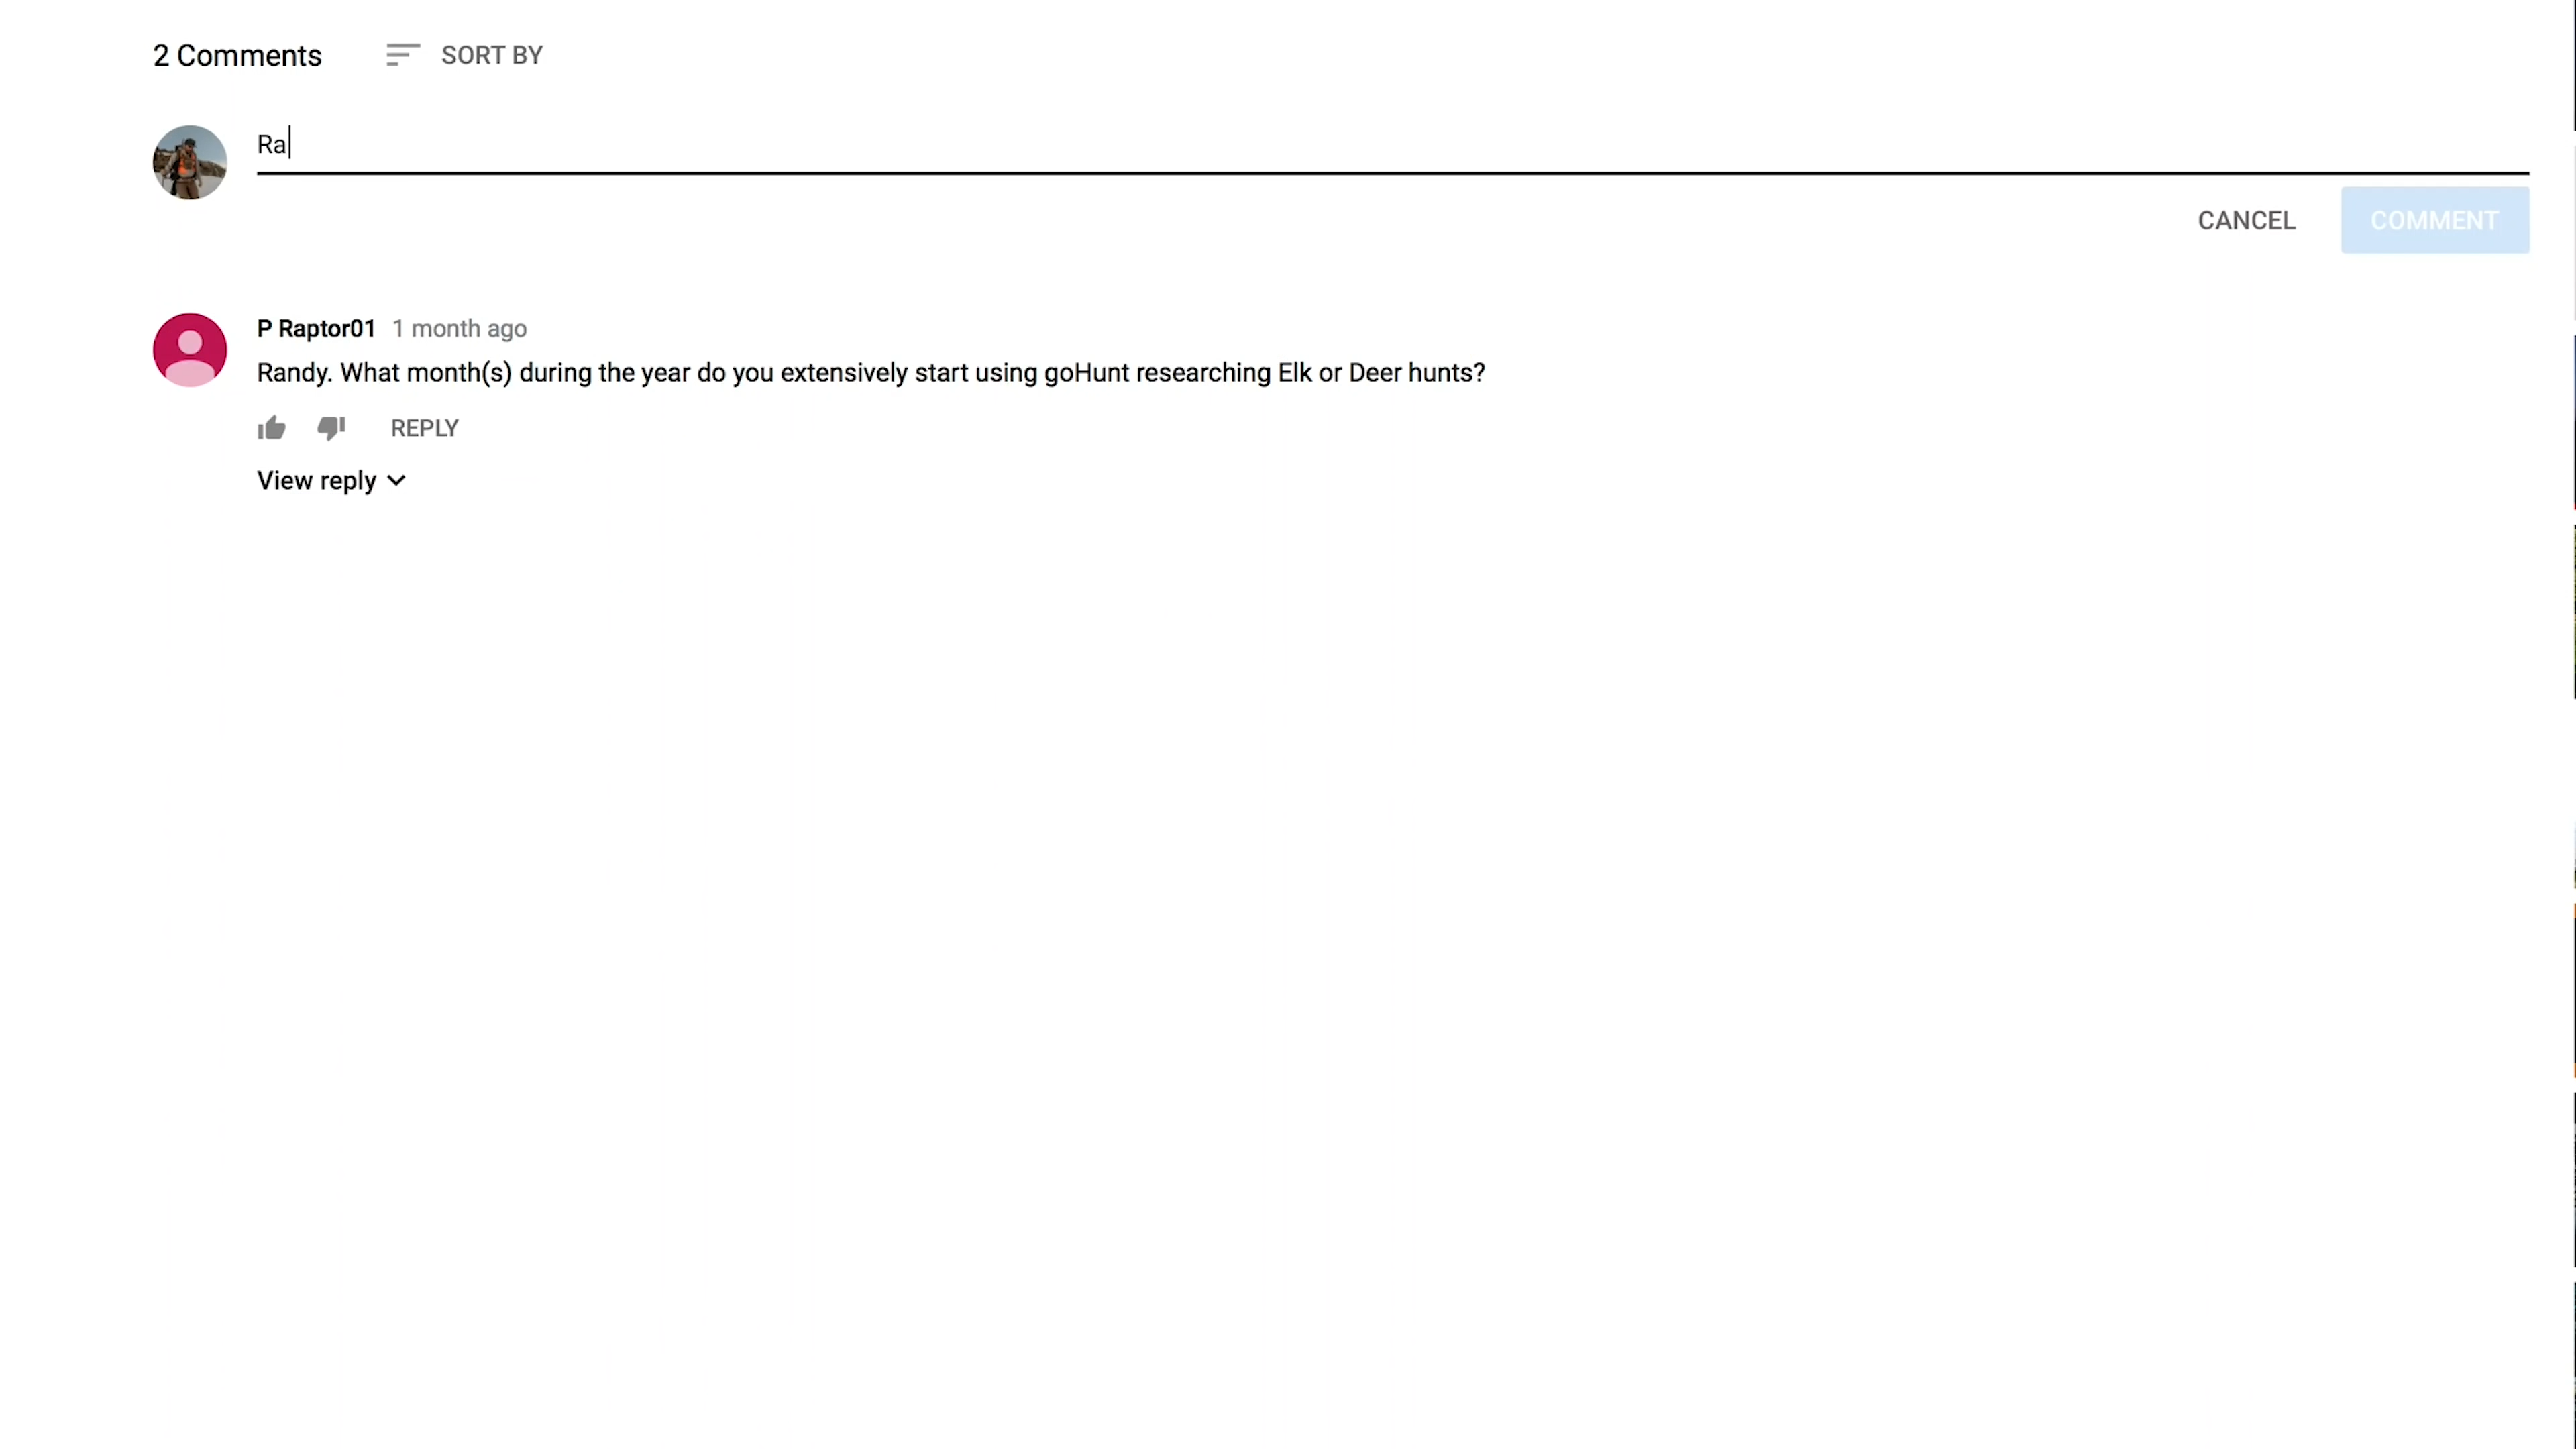 2 Comments SORT BY
Ra
CANCEL COMMENT
P Raptor01 1 month ago
Randy. What month(s) during the year do you extensively start using goHunt researching Elk or Deer hunts?
REPLY
View reply